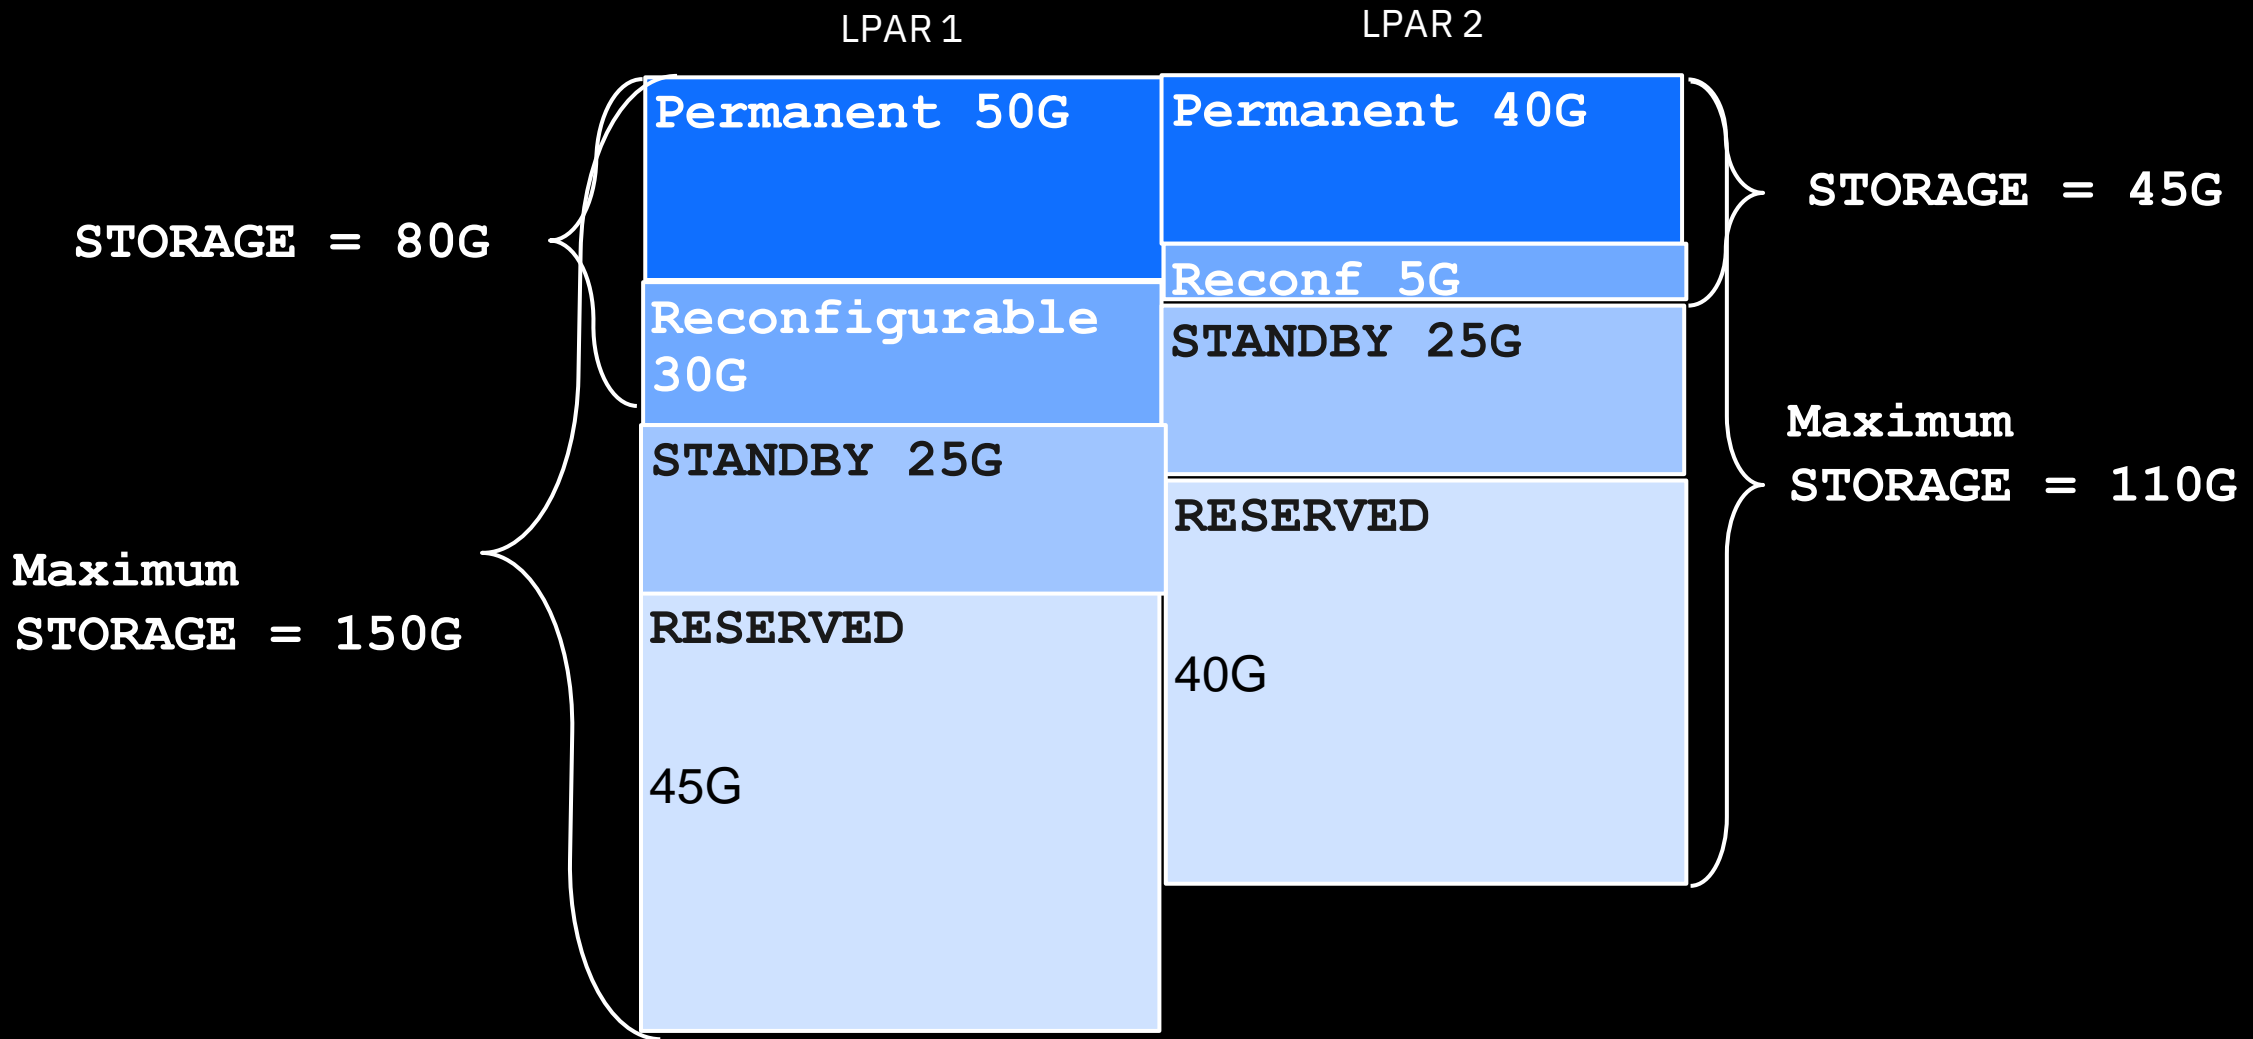 LPAR 1
LPAR 2
STORAGE = 80G
Maximum
STORAGE = 150G
Permanent 50G
Reconfigurable
30G
STANDBY 25G
RESERVED
45G
Permanent 40G
Reconf 5G
STANDBY 25G
RESERVED
40G
STORAGE = 45G
Maximum
STORAGE = 110G